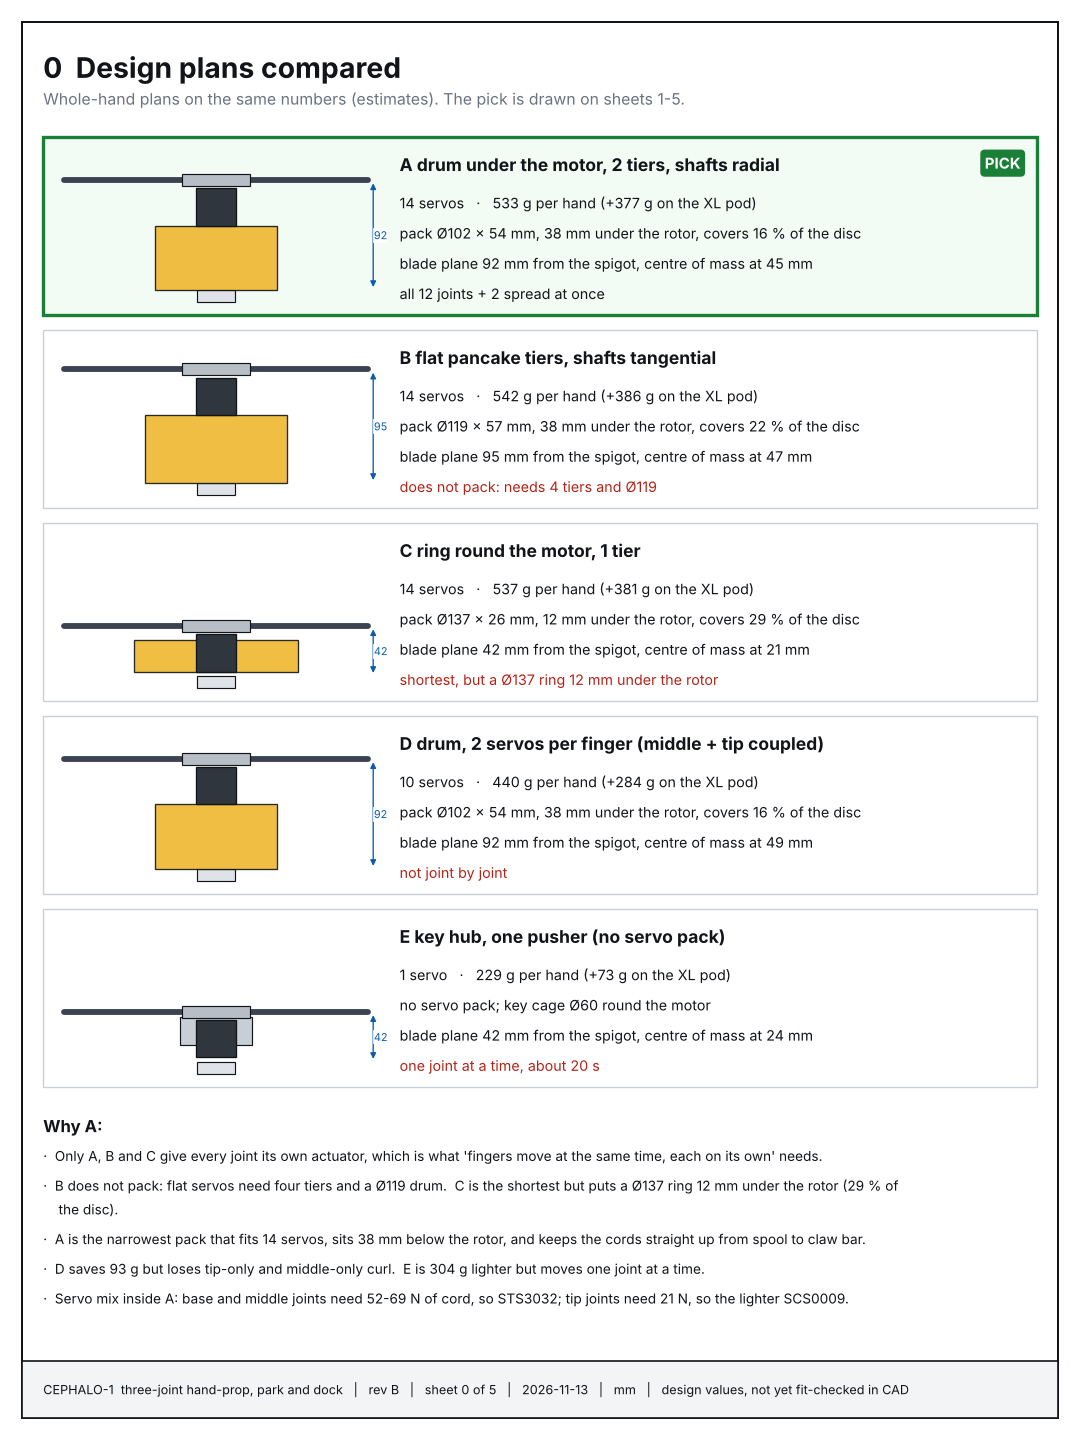 0 Design plans compared
Whole-hand plans on the same numbers (estimates). The pick is drawn on sheets 1-5.
A drum under the motor, 2 tiers, shafts radial
PICK
14 servos · 533 g per hand (+377 g on the XL pod)
92
pack Ø102 × 54 mm, 38 mm under the rotor, covers 16 % of the disc
blade plane 92 mm from the spigot, centre of mass at 45 mm
all 12 joints + 2 spread at once
B flat pancake tiers, shafts tangential
14 servos · 542 g per hand (+386 g on the XL pod)
95
pack Ø119 × 57 mm, 38 mm under the rotor, covers 22 % of the disc
blade plane 95 mm from the spigot, centre of mass at 47 mm
does not pack: needs 4 tiers and Ø119
C ring round the motor, 1 tier
14 servos · 537 g per hand (+381 g on the XL pod)
pack Ø137 × 26 mm, 12 mm under the rotor, covers 29 % of the disc
42
blade plane 42 mm from the spigot, centre of mass at 21 mm
shortest, but a Ø137 ring 12 mm under the rotor
D drum, 2 servos per finger (middle + tip coupled)
10 servos · 440 g per hand (+284 g on the XL pod)
92
pack Ø102 × 54 mm, 38 mm under the rotor, covers 16 % of the disc
blade plane 92 mm from the spigot, centre of mass at 49 mm
not joint by joint
E key hub, one pusher (no servo pack)
1 servo · 229 g per hand (+73 g on the XL pod)
no servo pack; key cage Ø60 round the motor
42
blade plane 42 mm from the spigot, centre of mass at 24 mm
one joint at a time, about 20 s
Why A:
· Only A, B and C give every joint its own actuator, which is what 'fingers move at the same time, each on its own' needs.
· B does not pack: flat servos need four tiers and a Ø119 drum. C is the shortest but puts a Ø137 ring 12 mm under the rotor (29 % of
the disc).
· A is the narrowest pack that fits 14 servos, sits 38 mm below the rotor, and keeps the cords straight up from spool to claw bar.
· D saves 93 g but loses tip-only and middle-only curl. E is 304 g lighter but moves one joint at a time.
· Servo mix inside A: base and middle joints need 52-69 N of cord, so STS3032; tip joints need 21 N, so the lighter SCS0009.
CEPHALO-1 three-joint hand-prop, park and dock | rev B | sheet 0 of 5 | 2026-11-13 | mm | design values, not yet fit-checked in CAD